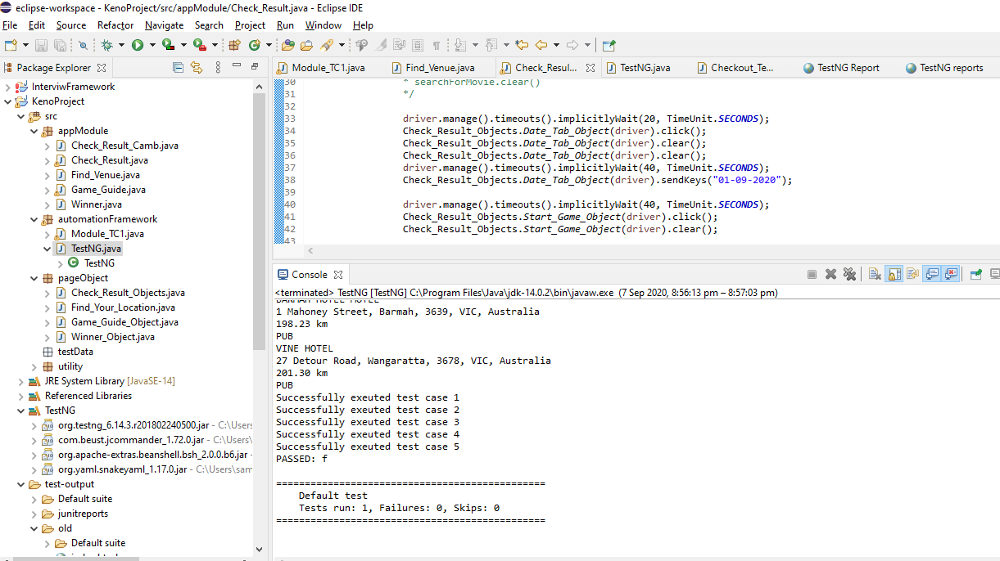 eclipse-workspace - KenoProject/src/appModule/Check_Result.java - Eclipse IDE
File Edit Source Refactor Navigate Search Project Run Window Help
Package Explorer
InterviwFramework
KenoProject
src
appModule
Check_Result_Camb.java
Check_Result.java
Find_Venue.java
Game_Guide.java
Winner.java
automationFramework
Module_TC1.java
TestNG.java
TestNG
pageObject
Check_Result_Objects.java
Find_Your_Location.java
Game_Guide_Object.java
Winner_Object.java
testData
utility
JRE System Library [JavaSE-14]
Referenced Libraries
TestNG
org.testng_6.14.3.r201802240500.jar - C:\Users
com.beust.jcommander_1.72.0.jar - C:\Users
org.apache-extras.beanshell.bsh_2.0.0.b6.jar -
org.yaml.snakeyaml_1.17.0.jar - C:\Users\sam
test-output
Default suite
junitreports
old
Default suite
Module_TC1.java Find_Venue.java Check_Resul... TestNG.java Checkout_Te... TestNG Report TestNG reports
30 * searchForMovie.clear()
31 */
32
33 driver.manage().timeouts().implicitlyWait(20, TimeUnit.SECONDS);
34 Check_Result_Objects.Date_Tab_Object(driver).click();
35 Check_Result_Objects.Date_Tab_Object(driver).clear();
36 Check_Result_Objects.Date_Tab_Object(driver).clear();
37 driver.manage().timeouts().implicitlyWait(40, TimeUnit.SECONDS);
38 Check_Result_Objects.Date_Tab_Object(driver).sendKeys("01-09-2020");
39
40 driver.manage().timeouts().implicitlyWait(40, TimeUnit.SECONDS);
41 Check_Result_Objects.Start_Game_Object(driver).click();
42 Check_Result_Objects.Start_Game_Object(driver).clear();
43
Console
<terminated> TestNG [TestNG] C:\Program Files\Java\jdk-14.0.2\bin\javaw.exe (7 Sep 2020, 8:56:13 pm – 8:57:03 pm)
BARMAH HOTEL MOTEL
1 Mahoney Street, Barmah, 3639, VIC, Australia
198.23 km
PUB
VINE HOTEL
27 Detour Road, Wangaratta, 3678, VIC, Australia
201.30 km
PUB
Successfully exeuted test case 1
Successfully exeuted test case 2
Successfully exeuted test case 3
Successfully exeuted test case 4
Successfully exeuted test case 5
PASSED: f
===============================================
Default test
Tests run: 1, Failures: 0, Skips: 0
===============================================